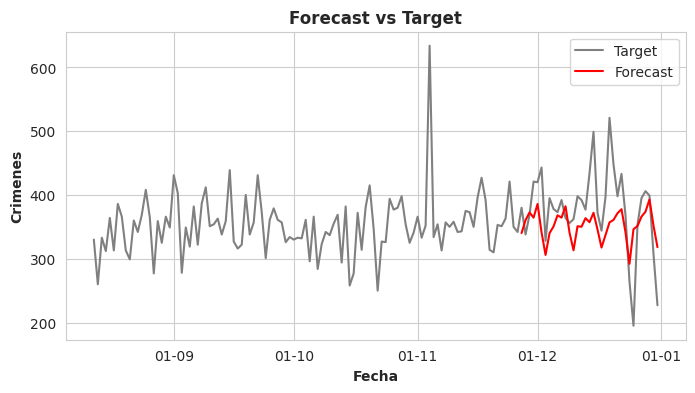 Forecast vs Target
Target
Forecast
600
500
400
300
200
Crimenes
01-09
01-10
01-11
01-12
01-01
Fecha